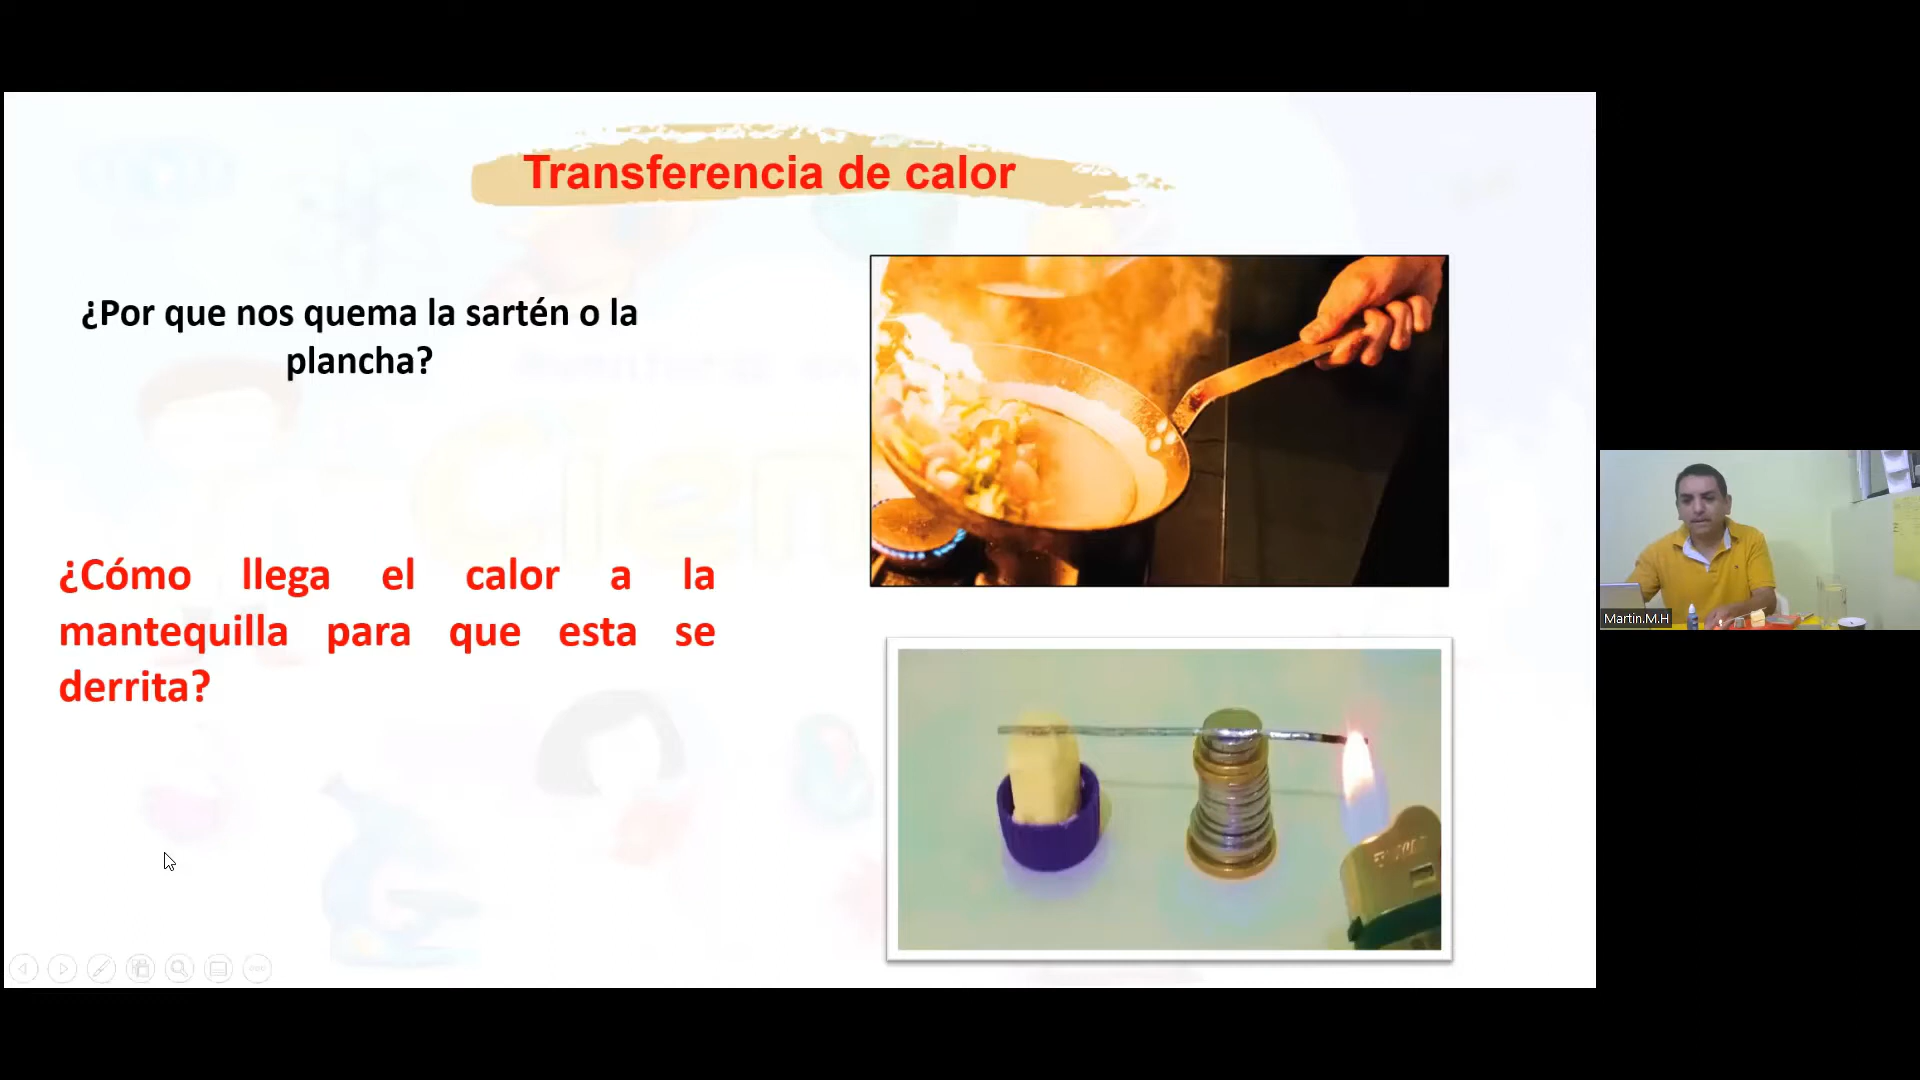 Transferencia de calor
¿Por que nos quema la sartén o la
plancha?
¿Cómo llega el calor a la
mantequilla para que esta se
derrita?
Martin.M.H